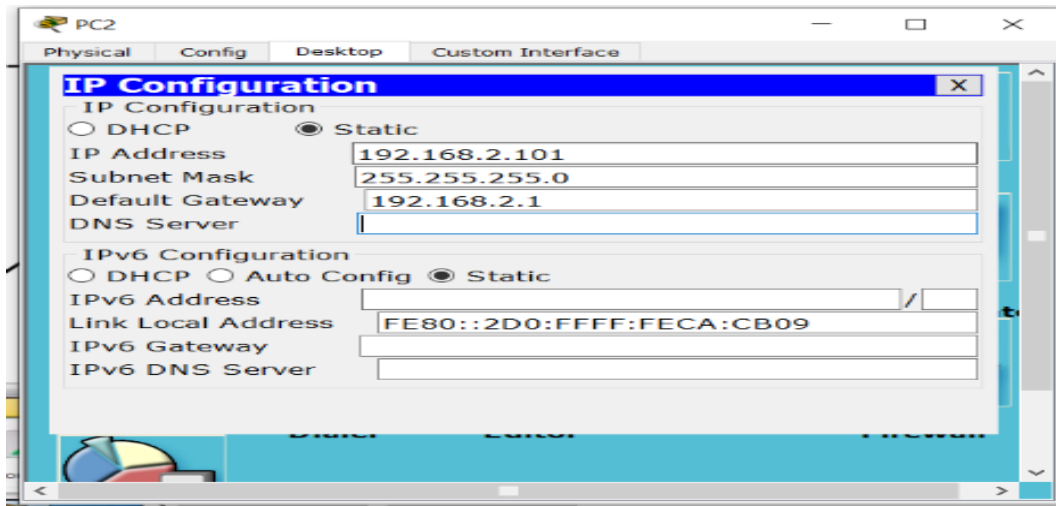 PC2
Physical Config Desktop Custom Interface
IP Configuration X
IP Configuration
DHCP Static
IP Address 192.168.2.101
Subnet Mask 255.255.255.0
Default Gateway 192.168.2.1
DNS Server
IPv6 Configuration
DHCP Auto Config Static
IPv6 Address /
Link Local Address FE80::2D0:FFFF:FECA:CB09
IPv6 Gateway
IPv6 DNS Server